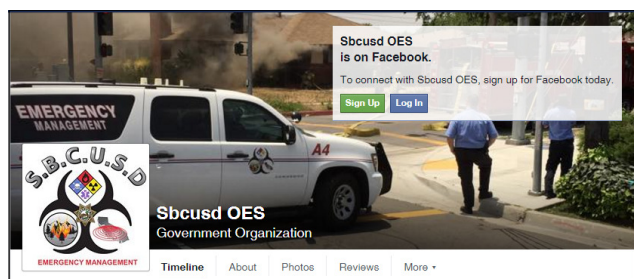 Sbcusd OES
is on Facebook.
To connect with Sbcusd OES, sign up for Facebook today.
Sign Up Log In
EMERGENCY
MANAGEMENT
A4
S.B.C.U.S.D
EMERGENCY MANAGEMENT
Sbcusd OES
Government Organization
Timeline About Photos Reviews More